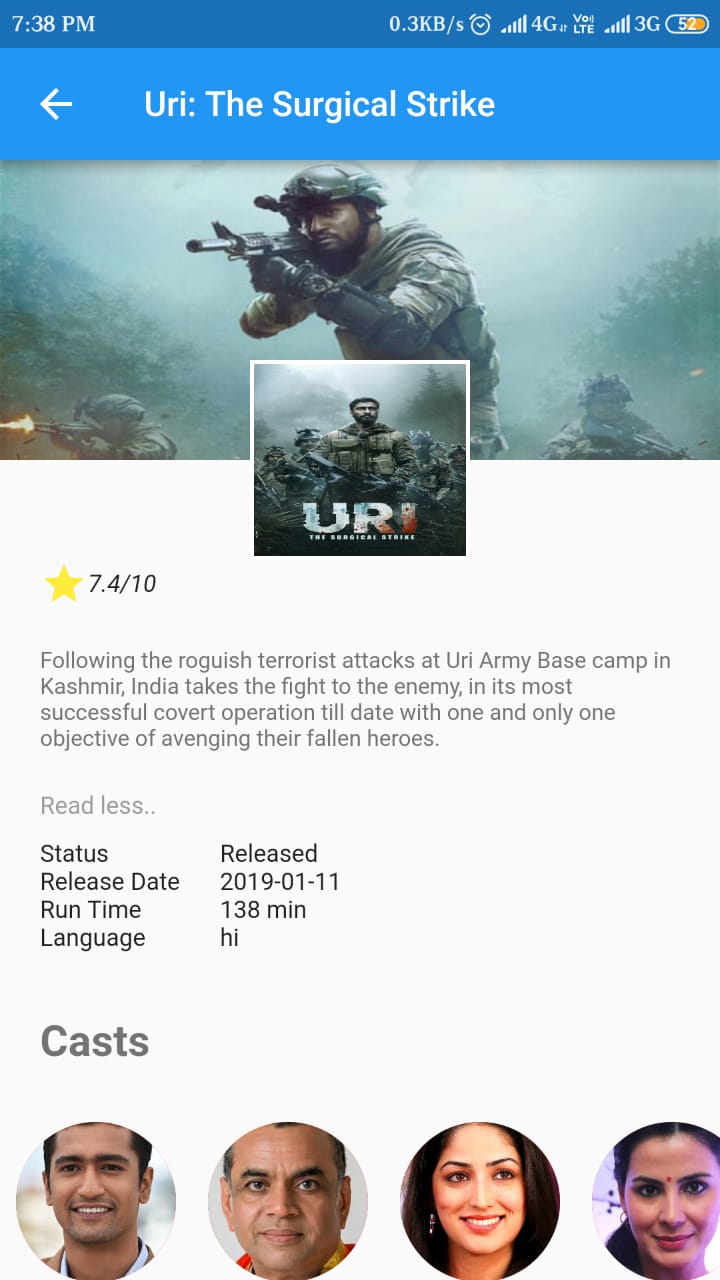 7:38 PM 0.3KB/s 4G Vo)) LTE 3G 52
Uri: The Surgical Strike
URI
THE SURGICAL STRIKE
7.4/10
Following the roguish terrorist attacks at Uri Army Base camp in
Kashmir, India takes the fight to the enemy, in its most
successful covert operation till date with one and only one
objective of avenging their fallen heroes.
Read less..
Status Released
Release Date 2019-01-11
Run Time 138 min
Language hi
Casts